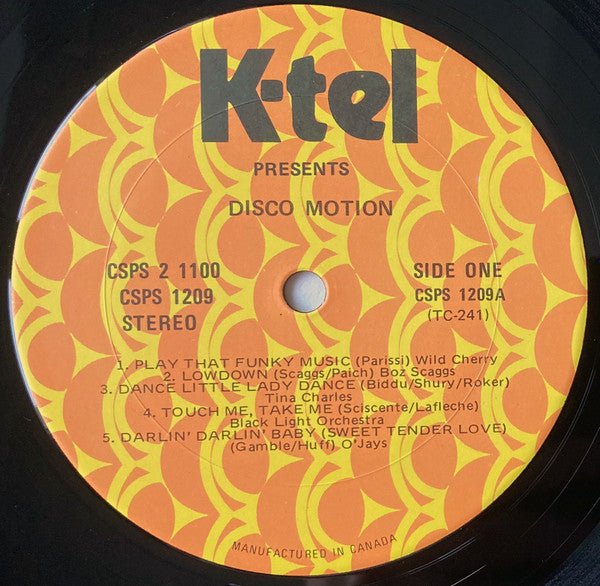 K-tel
PRESENTS
DISCO MOTION
CSPS 2 1100
CSPS 1209
STEREO
SIDE ONE
CSPS 1209A
(TC-241)
1. PLAY THAT FUNKY MUSIC (Parissi) Wild Cherry
2. LOWDOWN (Scaggs/Paich) Boz Scaggs
3. DANCE LITTLE LADY DANCE (Biddu/Shury/Roker)
Tina Charles
4. TOUCH ME, TAKE ME (Sciscente/Lafleche)
Black Light Orchestra
5. DARLIN' DARLIN' BABY (SWEET TENDER LOVE)
(Gamble/Huff) O'Jays
MANUFACTURED IN CANADA